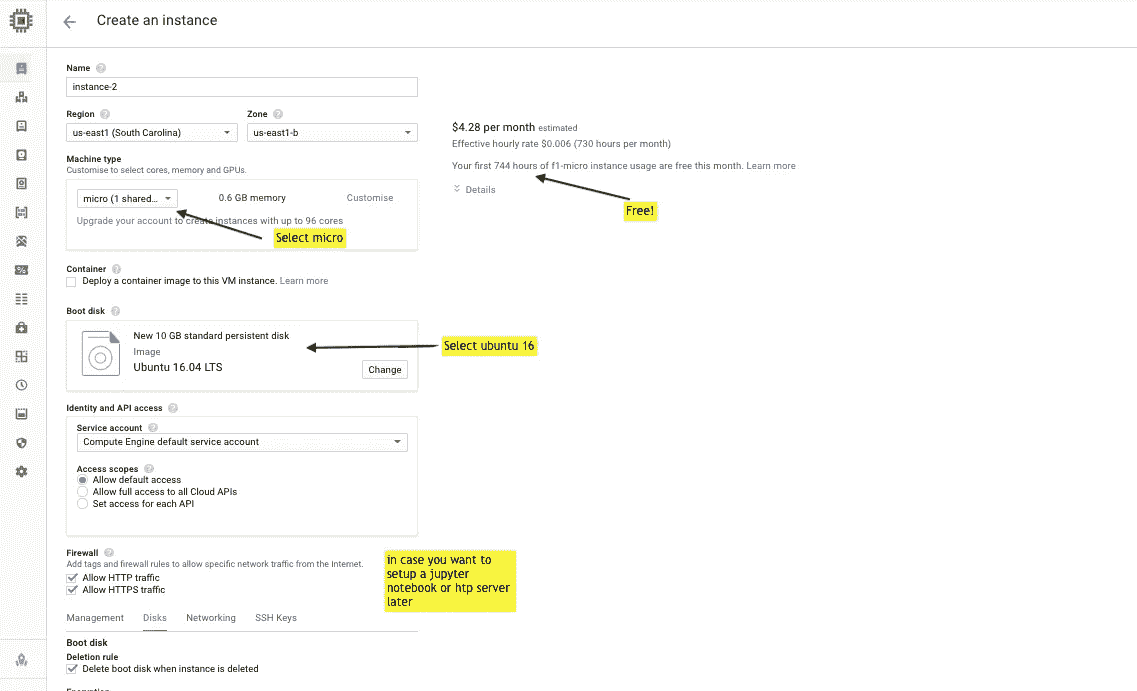 Create an instance
Name
instance-2
Region
Zone
us-east1 (South Carolina)
us-east1-b
$4.28 per month estimated
Effective hourly rate $0.006 (730 hours per month)
Your first 744 hours of f1-micro instance usage are free this month. Learn more
Details
Free!
Machine type
Customise to select cores, memory and GPUs.
micro (1 shared...
0.6 GB memory
Customise
Upgrade your account to create instances with up to 96 cores
Select micro
Container
Deploy a container image to this VM instance. Learn more
Boot disk
New 10 GB standard persistent disk
Image
Ubuntu 16.04 LTS
Change
Select ubuntu 16
Identity and API access
Service account
Compute Engine default service account
Access scopes
Allow default access
Allow full access to all Cloud APIs
Set access for each API
Firewall
Add tags and firewall rules to allow specific network traffic from the Internet.
Allow HTTP traffic
Allow HTTPS traffic
in case you want to
setup a jupyter
notebook or htp server
later
Management
Disks
Networking
SSH Keys
Boot disk
Deletion rule
Delete boot disk when instance is deleted